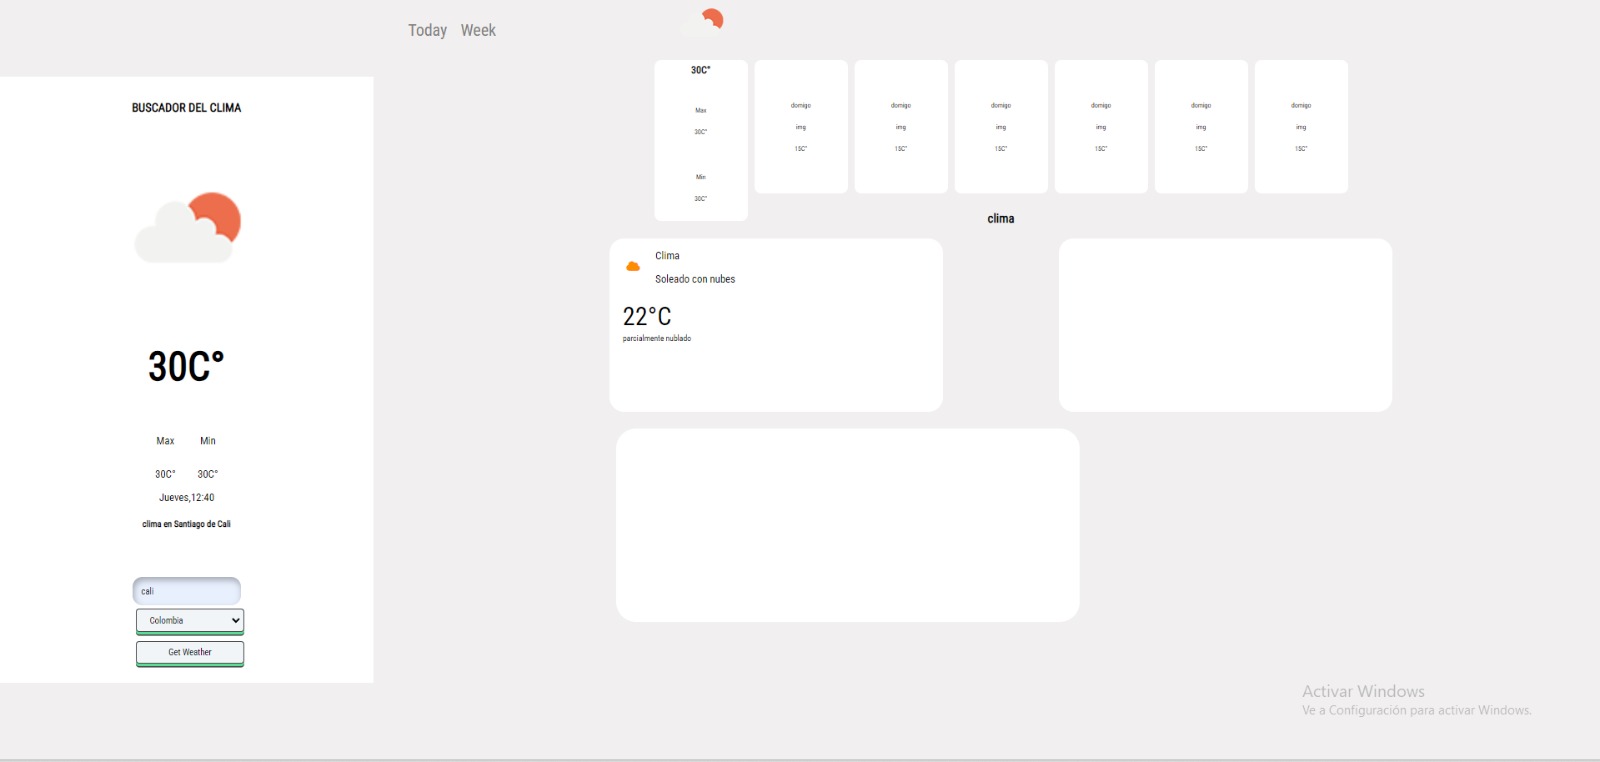 Today Week
BUSCADOR DEL CLIMA
30C°
Max Min
30C° 30C°
Jueves,12:40
clima en Santiago de Cali
cali
Colombia
Get Weather
30C°
Max
30C°
Min
30C°
domigo
img
15C°
domigo
img
15C°
domigo
img
15C°
domigo
img
15C°
domigo
img
15C°
domigo
img
15C°
clima
Clima
Soleado con nubes
22°C
parcialmente nublado
Activar Windows
Ve a Configuración para activar Windows.